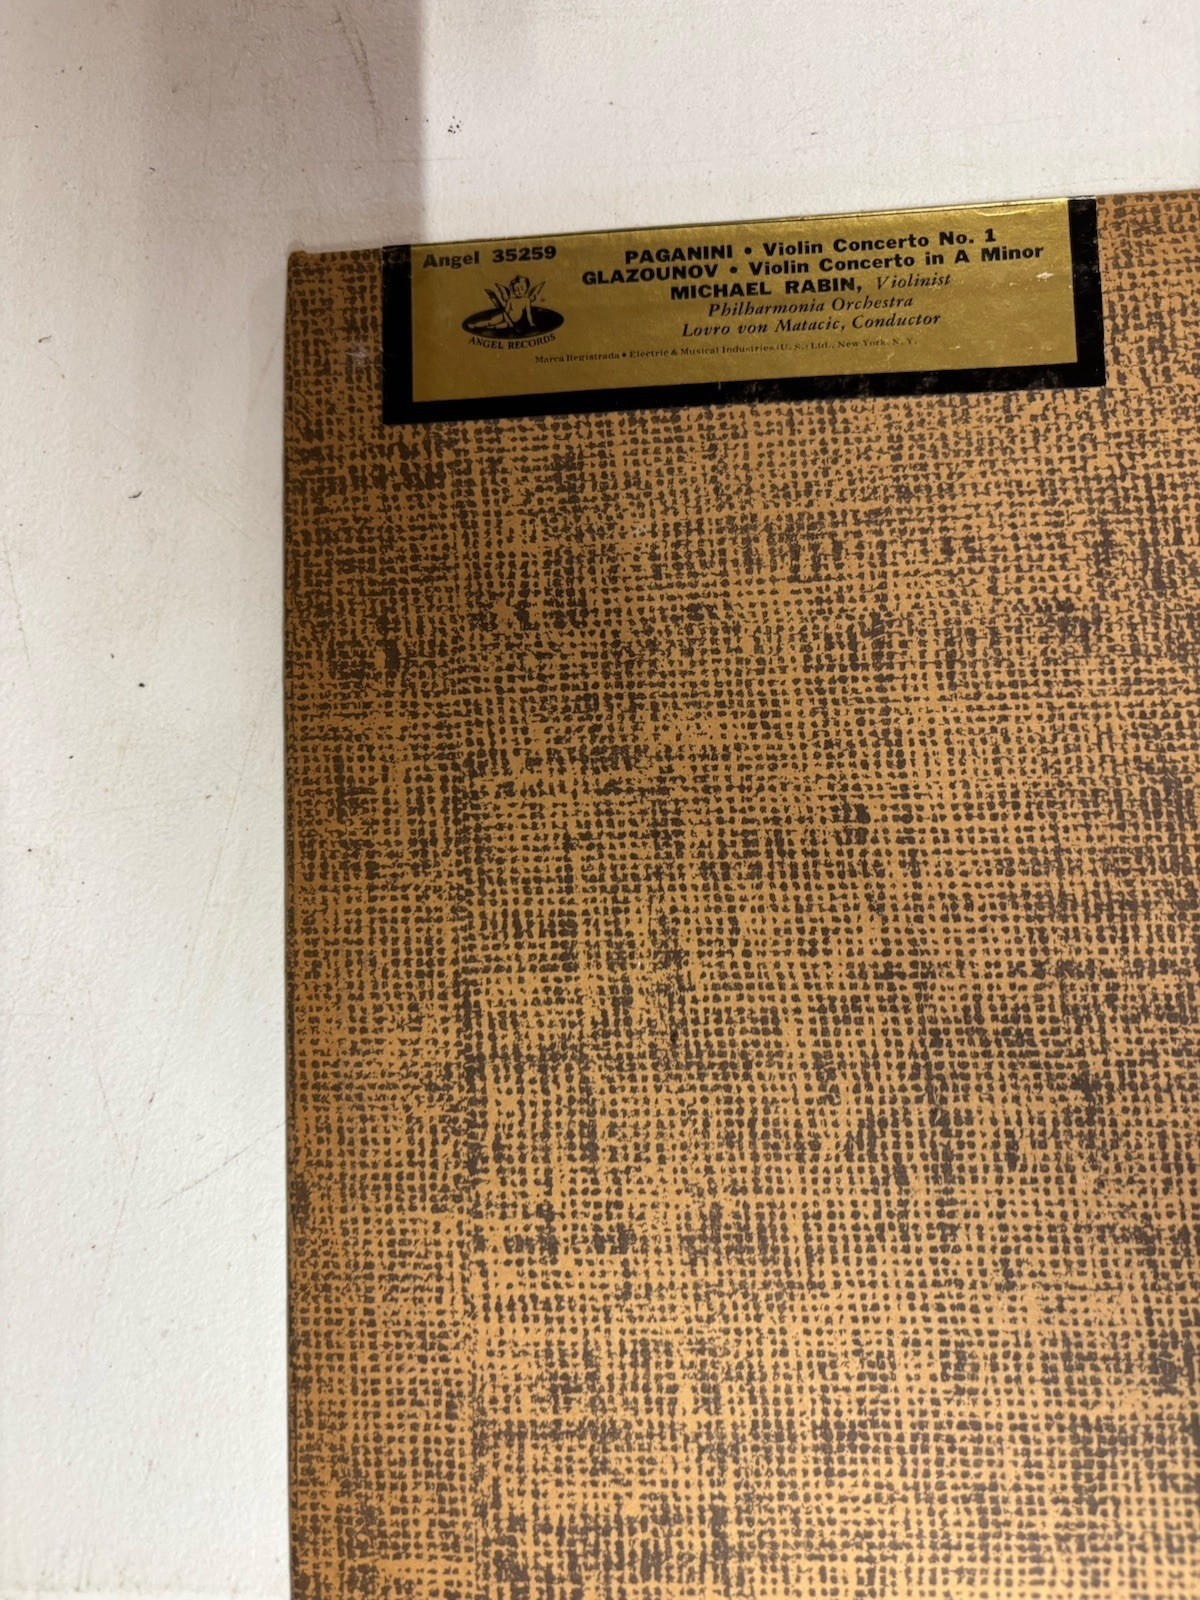 Angel 35259
PAGANINI • Violin Concerto No. 1
GLAZOUNOV • Violin Concerto in A Minor
MICHAEL RABIN, Violinist
Philharmonia Orchestra
Lovro von Matacic, Conductor
ANGEL RECORDS
Marca Registrada • Electric & Musical Industries (U. S.) Ltd., New York, N. Y.